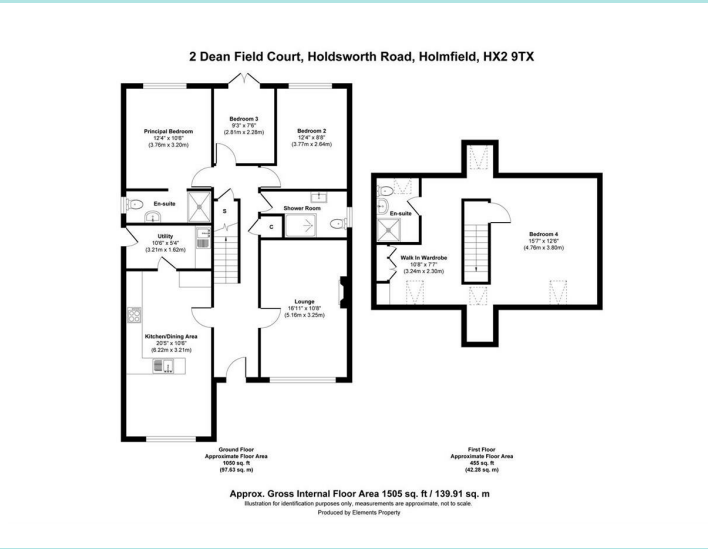 2 Dean Field Court, Holdsworth Road, Holmfield, HX2 9TX
Principal Bedroom
12'4" x 10'6"
(3.76m x 3.20m)
Bedroom 3
9'3" x 7'6"
(2.81m x 2.28m)
Bedroom 2
12'4" x 8'8"
(3.77m x 2.64m)
En-suite
S
Shower Room
C
Utility
10'6" x 5'4"
(3.21m x 1.62m)
Lounge
16'11" x 10'8"
(5.16m x 3.25m)
Kitchen/Dining Area
20'5" x 10'6"
(6.22m x 3.21m)
En-suite
Walk In Wardrobe
10'8" x 7'7"
(3.24m x 2.30m)
Bedroom 4
15'7" x 12'6"
(4.76m x 3.80m)
Ground Floor
Approximate Floor Area
1050 sq. ft
(97.63 sq. m)
First Floor
Approximate Floor Area
455 sq. ft
(42.28 sq. m)
Approx. Gross Internal Floor Area 1505 sq. ft / 139.91 sq. m
Illustration for identification purposes only, measurements are approximate, not to scale.
Produced by Elements Property